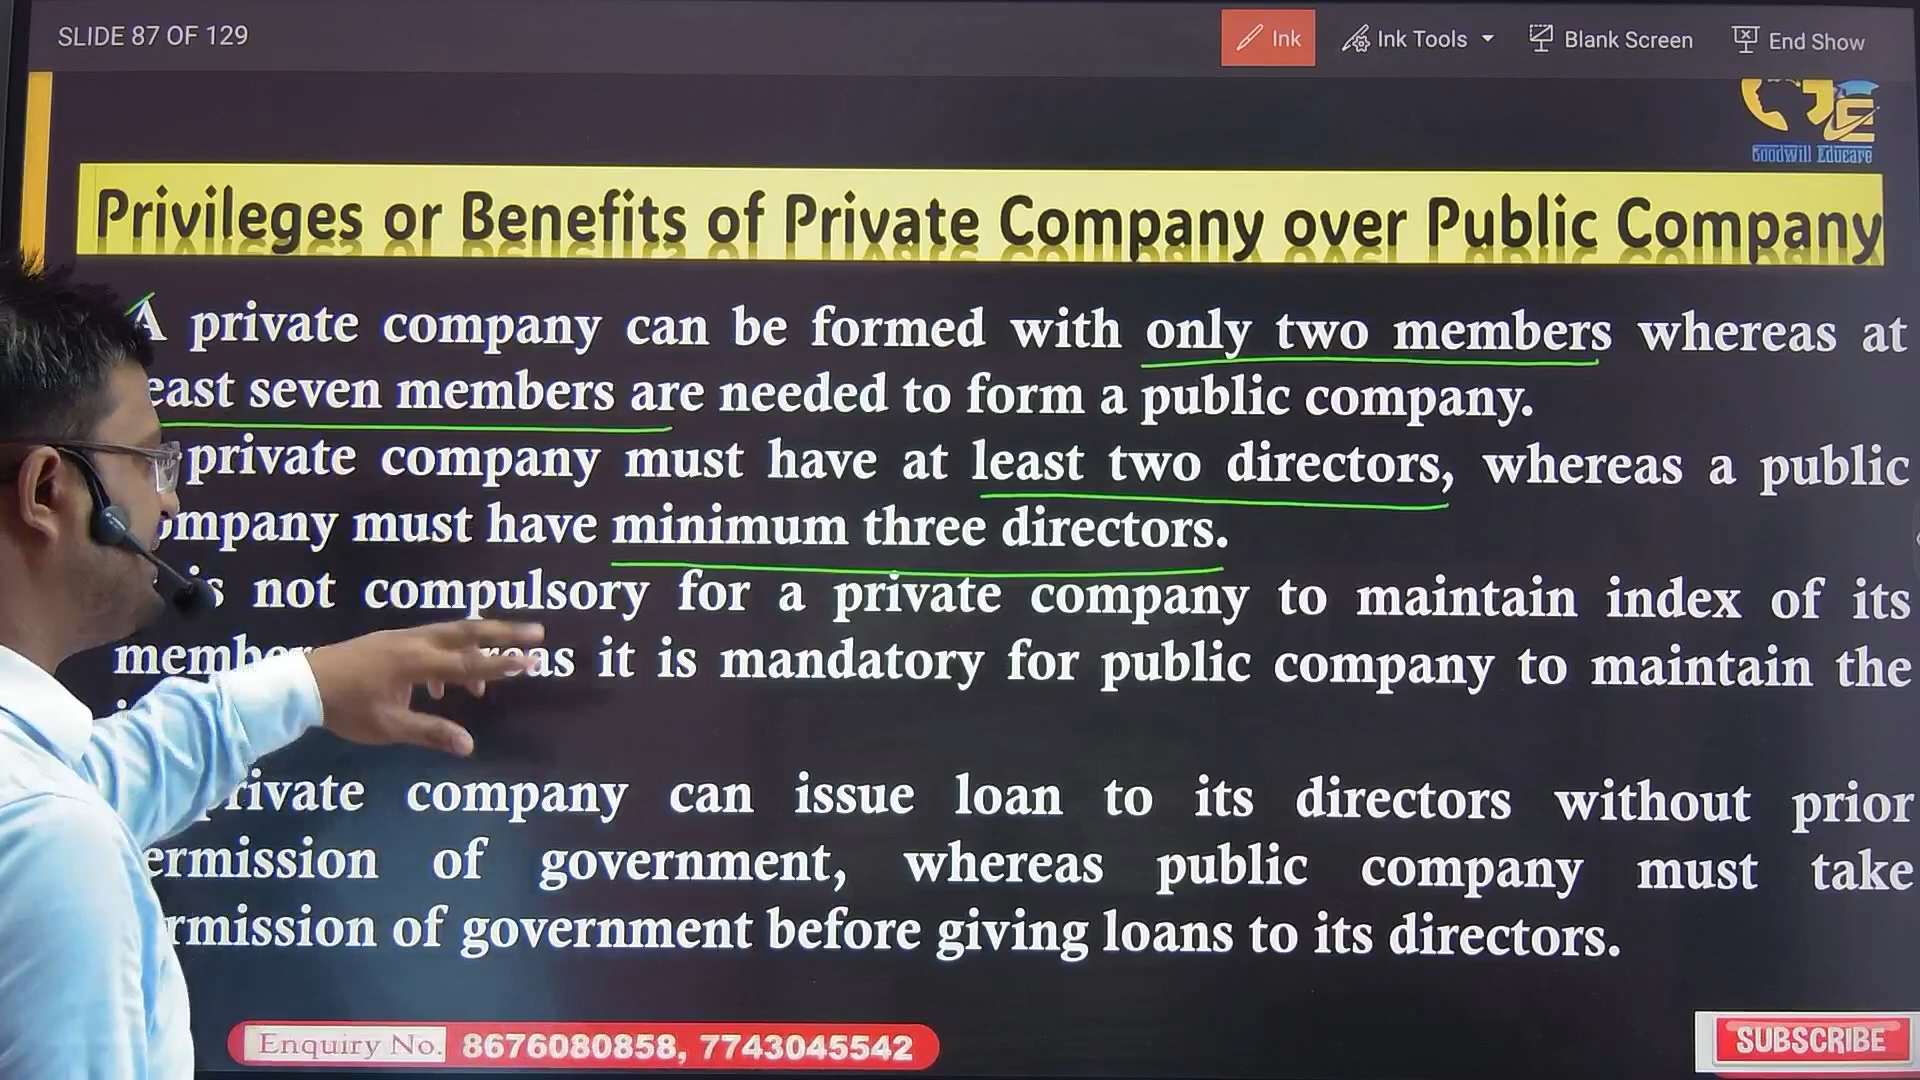 SLIDE 87 OF 129
Ink
Ink Tools
Blank Screen
End Show
Goodwill Educare
Privileges or Benefits of Private Company over Public Company
A private company can be formed with only two members whereas at
east seven members are needed to form a public company.
private company must have at least two directors, whereas a public
ompany must have minimum three directors.
s not compulsory for a private company to maintain index of its
it is mandatory for public company to maintain the
rivate company can issue loan to its directors without prior
ermission of government, whereas public company must take
rmission of government before giving loans to its directors.
Enquiry No. 8676080858, 7743045542
SUBSCRIBE